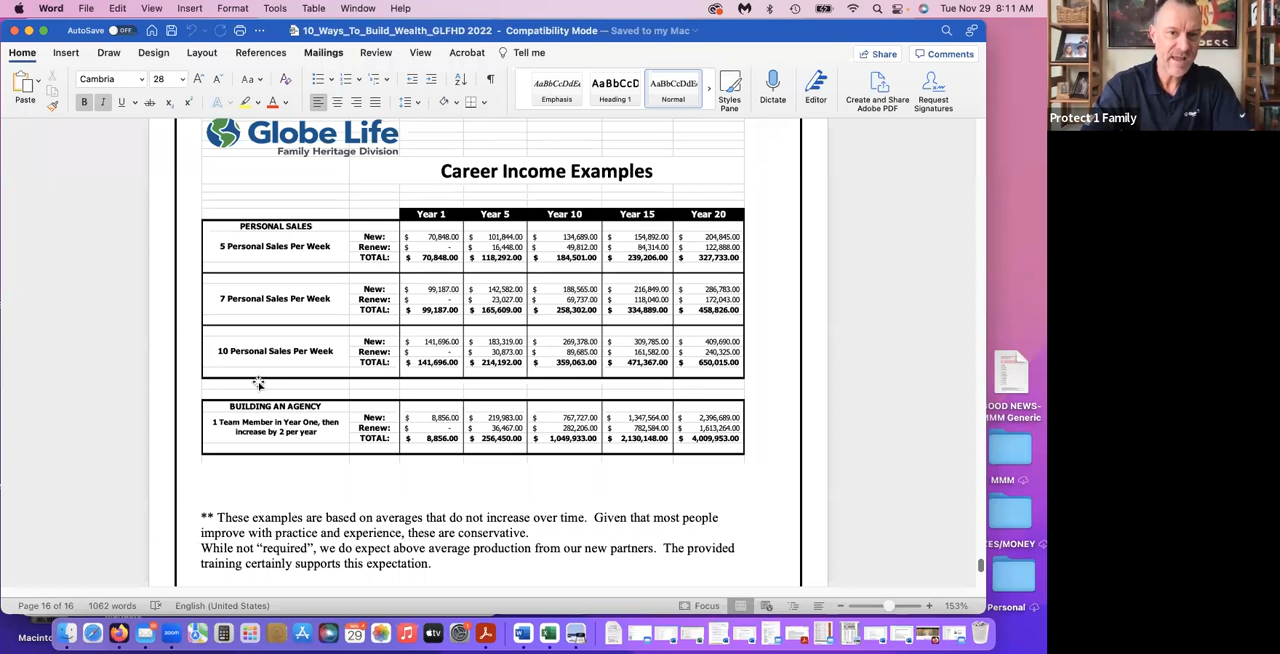 Word File Edit View Insert Format Tools Table Window Help Tue Nov 29 8:11 AM
AutoSave OFF 10_Ways_To_Build_Wealth_GLFHD 2022 - Compatibility Mode — Saved to my Mac
Home Insert Draw Design Layout References Mailings Review View Acrobat Tell me Share Comments
Paste Cambria 28 AaBbCcDdEe AaBbCcD AaBbCcDdE
Emphasis Heading 1 Normal Styles Pane Dictate Editor Create and Share Adobe PDF Request Signatures
Protect 1 Family
Globe Life
Family Heritage Division
Career Income Examples
Year 1 Year 5 Year 10 Year 15 Year 20
PERSONAL SALES
5 Personal Sales Per Week
New: $ 70,848.00 $ 101,844.00 $ 134,689.00 $ 154,892.00 $ 204,845.00
Renew: $ - $ 16,448.00 $ 49,812.00 $ 84,314.00 $ 122,888.00
TOTAL: $ 70,848.00 $ 118,292.00 $ 184,501.00 $ 239,206.00 $ 327,733.00
7 Personal Sales Per Week
New: $ 99,187.00 $ 142,582.00 $ 188,565.00 $ 216,849.00 $ 286,783.00
Renew: $ - $ 23,027.00 $ 69,737.00 $ 118,040.00 $ 172,043.00
TOTAL: $ 99,187.00 $ 165,609.00 $ 258,302.00 $ 334,889.00 $ 458,826.00
10 Personal Sales Per Week
New: $ 141,696.00 $ 183,319.00 $ 269,378.00 $ 309,785.00 $ 409,690.00
Renew: $ - $ 30,873.00 $ 89,685.00 $ 161,582.00 $ 240,325.00
TOTAL: $ 141,696.00 $ 214,192.00 $ 359,063.00 $ 471,367.00 $ 650,015.00
BUILDING AN AGENCY
1 Team Member in Year One, then
increase by 2 per year
New: $ 8,856.00 $ 219,983.00 $ 767,727.00 $ 1,347,564.00 $ 2,396,689.00
Renew: $ - $ 36,467.00 $ 282,206.00 $ 782,584.00 $ 1,613,264.00
TOTAL: $ 8,856.00 $ 256,450.00 $ 1,049,933.00 $ 2,130,148.00 $ 4,009,953.00
** These examples are based on averages that do not increase over time. Given that most people
improve with practice and experience, these are conservative.
While not “required”, we do expect above average production from our new partners. The provided
training certainly supports this expectation.
OOD NEWS-
MMM Generic
MMM
ES/MONEY
Personal
Page 16 of 16 1062 words English (United States) Focus 153%
Macinto
zoom
NOV
29